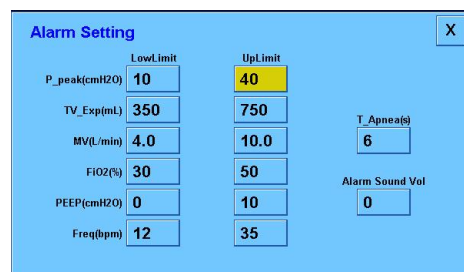 Alarm Setting X
LowLimit UpLimit
P_peak(cmH2O) 10 40
TV_Exp(mL) 350 750
T_Apnea(s)
MV(L/min) 4.0 10.0 6
FiO2(%) 30 50
Alarm Sound Vol
PEEP(cmH2O) 0 10 0
Freq(bpm) 12 35